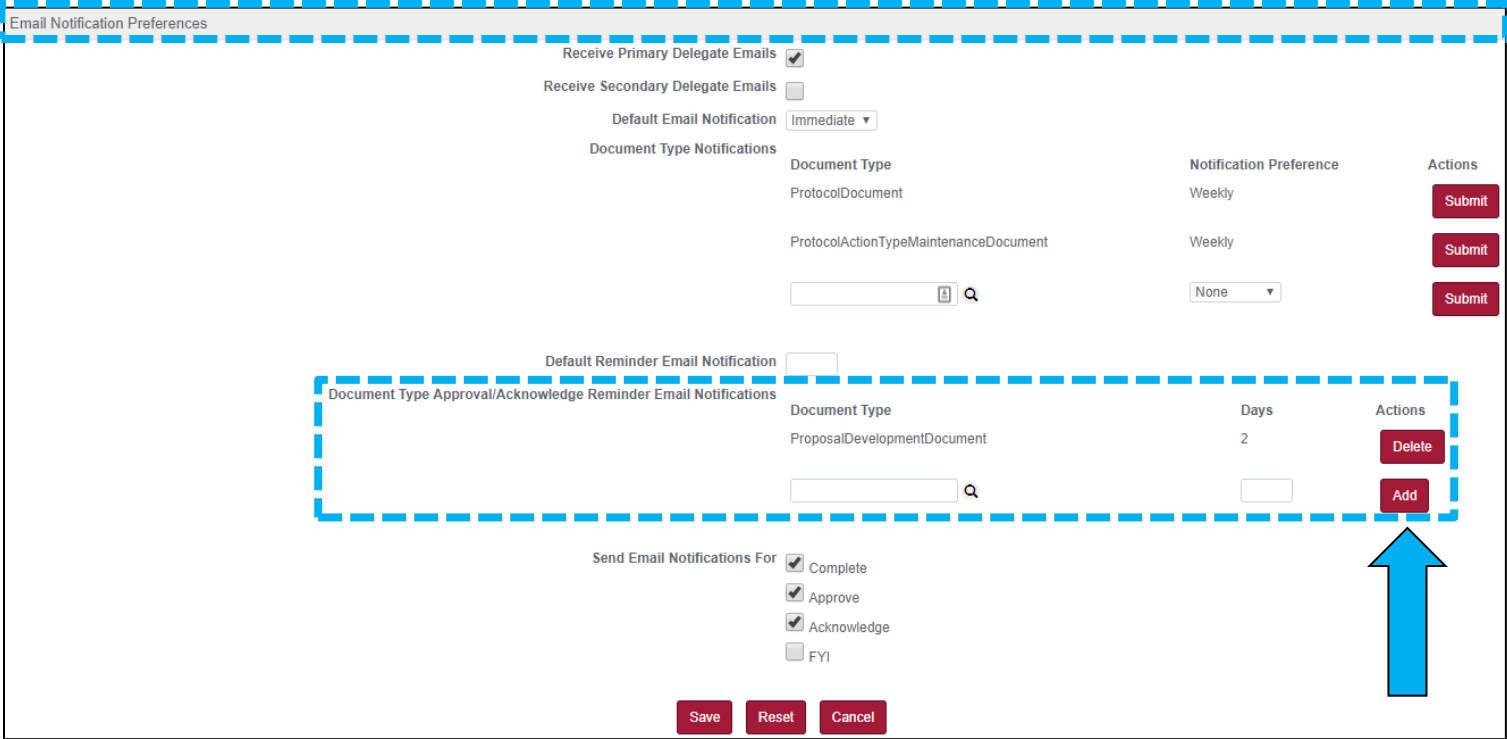 Email Notification Preferences
Receive Primary Delegate Emails
Receive Secondary Delegate Emails
Default Email Notification Immediate
Document Type Notifications
Document Type Notification Preference Actions
ProtocolDocument Weekly Submit
ProtocolActionTypeMaintenanceDocument Weekly Submit
None Submit
Default Reminder Email Notification
Document Type Approval/Acknowledge Reminder Email Notifications
Document Type Days Actions
ProposalDevelopmentDocument 2 Delete
Add
Send Email Notifications For Complete
Approve
Acknowledge
FYI
Save Reset Cancel